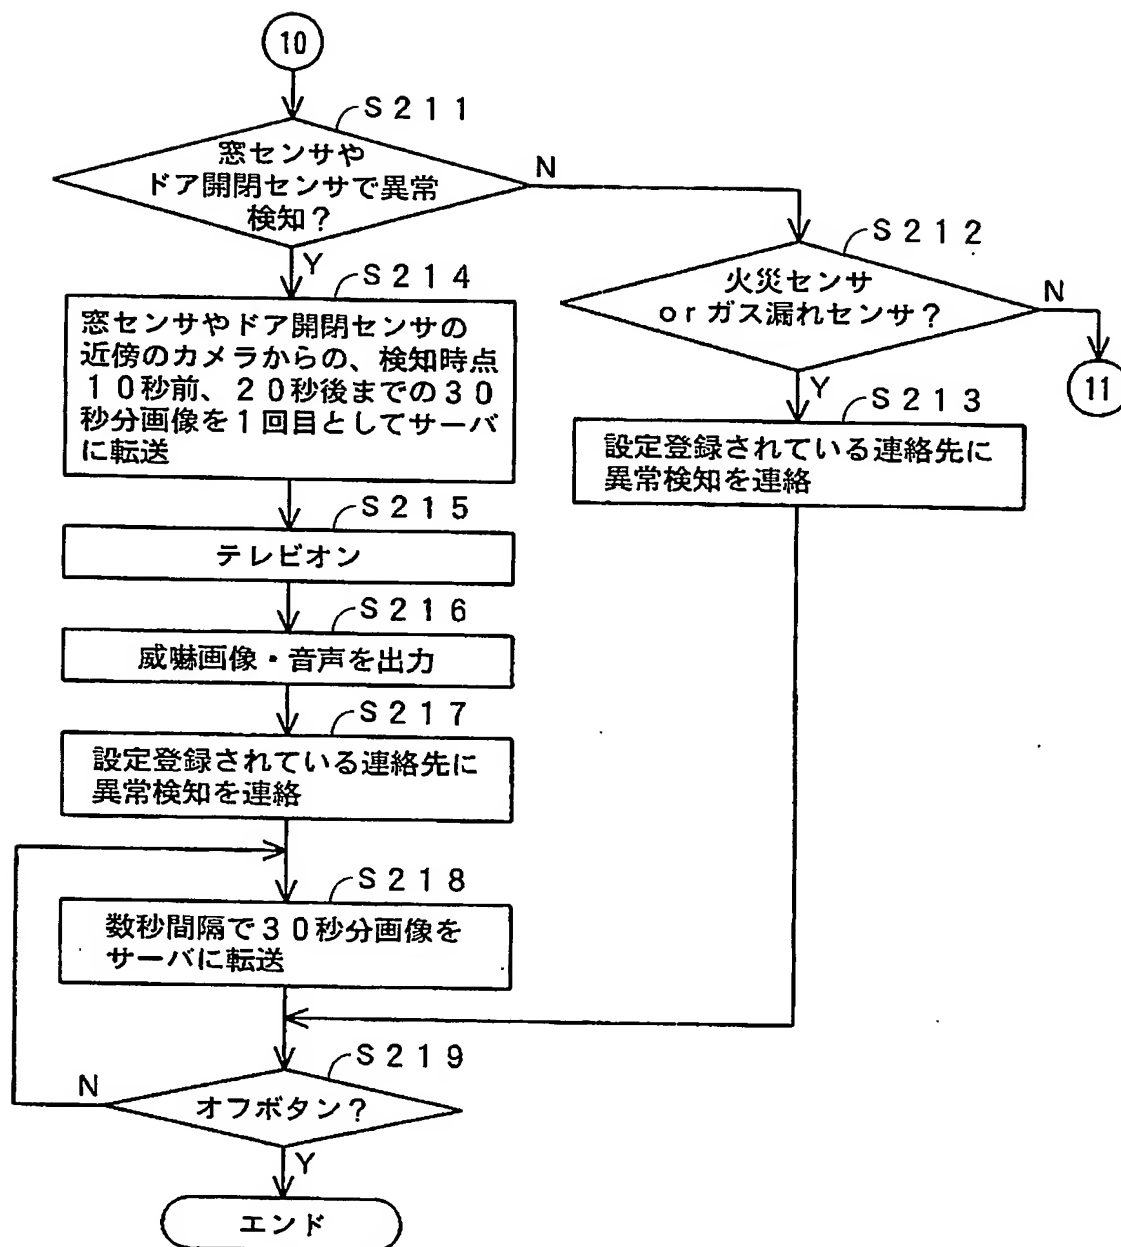 10
S211
窓センサや
ドア開閉センサで異常
検知?
N
Y
S212
火災センサ
orガス漏れセンサ?
N
Y
11
S213
設定登録されている連絡先に
異常検知を連絡
S214
窓センサやドア開閉センサの
近傍のカメラからの、検知時点
10秒前、20秒後までの30
秒分画像を1回目としてサーバ
に転送
S215
テレビオン
S216
威嚇画像・音声を出力
S217
設定登録されている連絡先に
異常検知を連絡
S218
数秒間隔で30秒分画像を
サーバに転送
S219
オフボタン?
N
Y
エンド